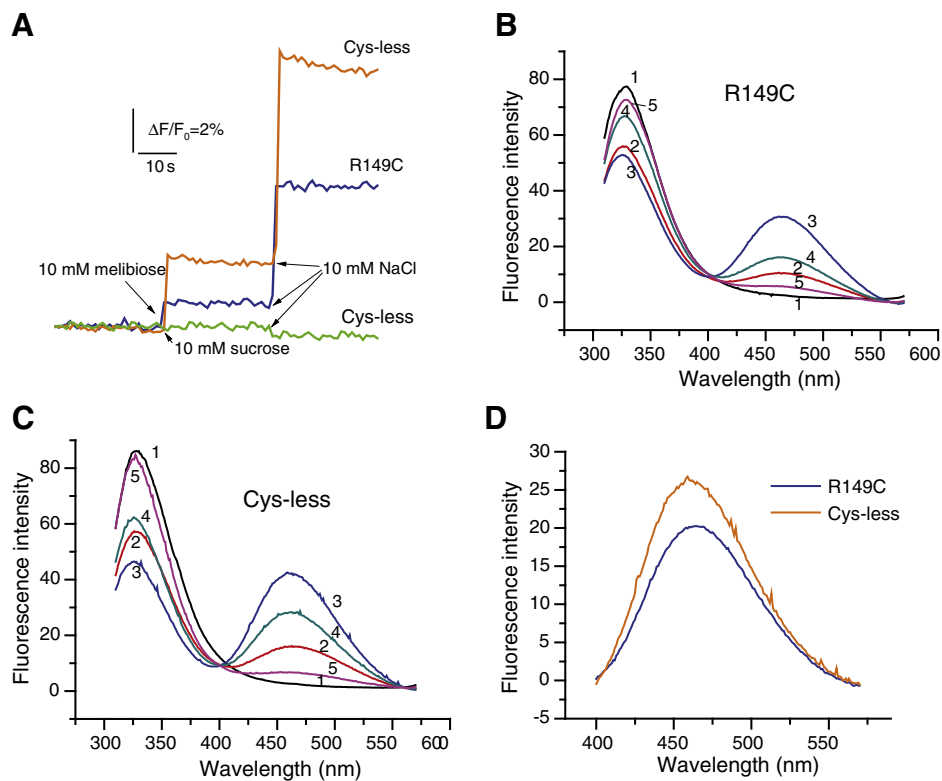 A
Cys-less
ΔF/F0=2%
10 s
R149C
10 mM melibiose
10 mM NaCl
Cys-less
10 mM sucrose
B
R149C
Fluorescence intensity
80
60
40
20
0
1
5
4
2
3
3
4
2
5
1
300 350 400 450 500 550 600
Wavelength (nm)
C
Cys-less
Fluorescence intensity
80
60
40
20
0
1
5
4
2
3
3
4
2
5
1
300 350 400 450 500 550 600
Wavelength (nm)
D
R149C
Cys-less
Fluorescence intensity
30
25
20
15
10
5
0
-5
400 450 500 550
Wavelength (nm)